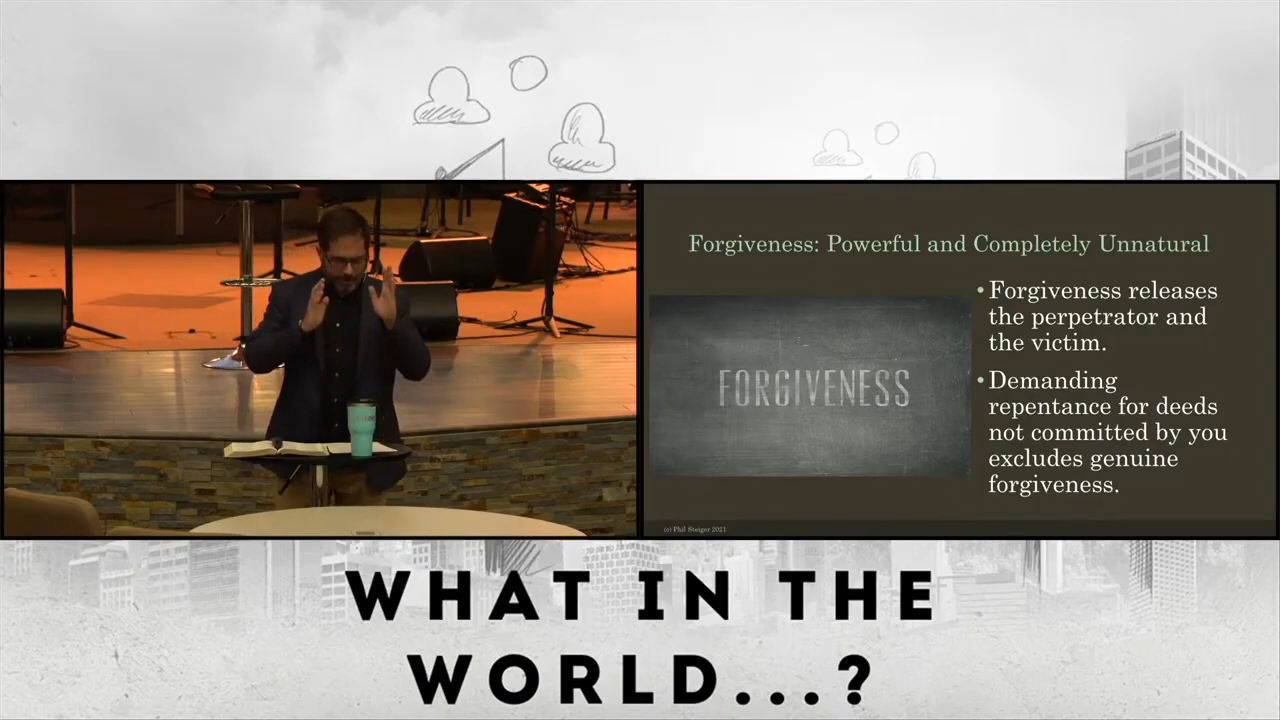 Forgiveness: Powerful and Completely Unnatural
• Forgiveness releases
the perpetrator and
the victim.
FORGIVENESS
• Demanding
repentance for deeds
not committed by you
excludes genuine
forgiveness.
(c) Phil Steiger 2021
WHAT IN THE
WORLD...?